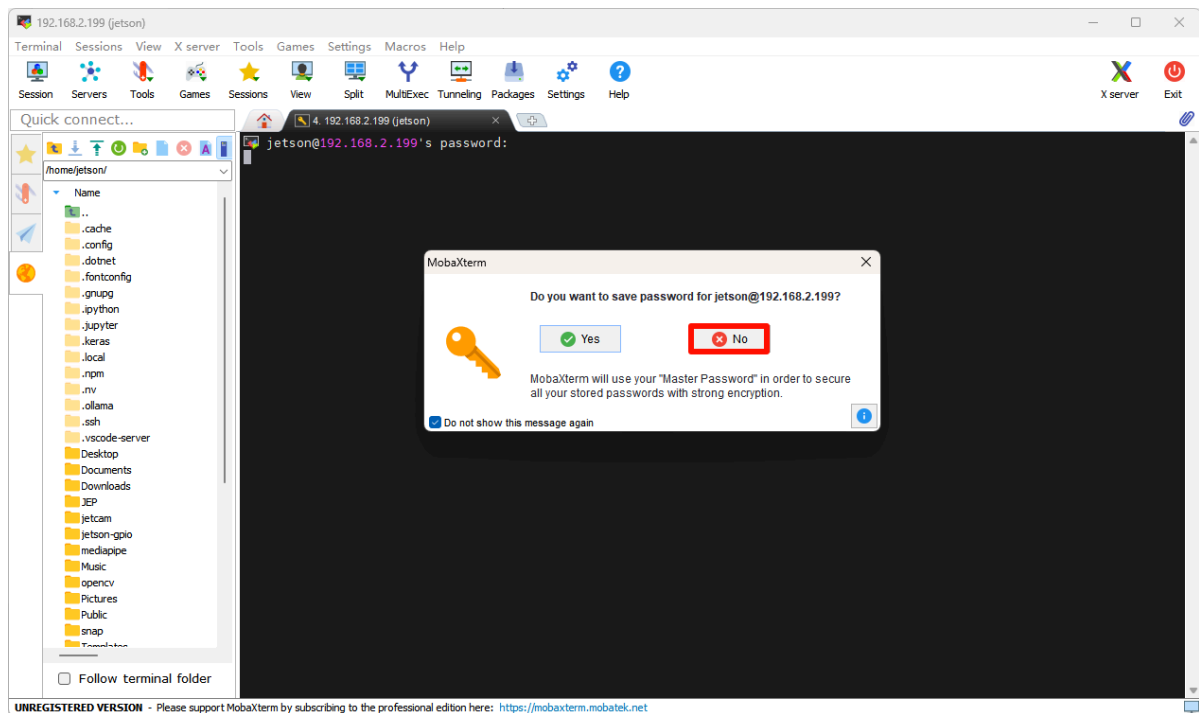 192.168.2.199 (jetson)
Terminal Sessions View X server Tools Games Settings Macros Help
Session Servers Tools Games Sessions View Split MultiExec Tunneling Packages Settings Help X server Exit
Quick connect...
4. 192.168.2.199 (jetson)
/home/jetson/
Name
..
.cache
.config
.dotnet
.fontconfig
.gnupg
.ipython
.jupyter
.keras
.local
.npm
.nv
.ollama
.ssh
.vscode-server
Desktop
Documents
Downloads
JEP
jetcam
jetson-gpio
mediapipe
Music
opencv
Pictures
Public
snap
Templates
Follow terminal folder
jetson@192.168.2.199's password:
MobaXterm
Do you want to save password for jetson@192.168.2.199?
Yes
No
MobaXterm will use your "Master Password" in order to secure
all your stored passwords with strong encryption.
Do not show this message again
UNREGISTERED VERSION - Please support MobaXterm by subscribing to the professional edition here: https://mobaxterm.mobatek.net